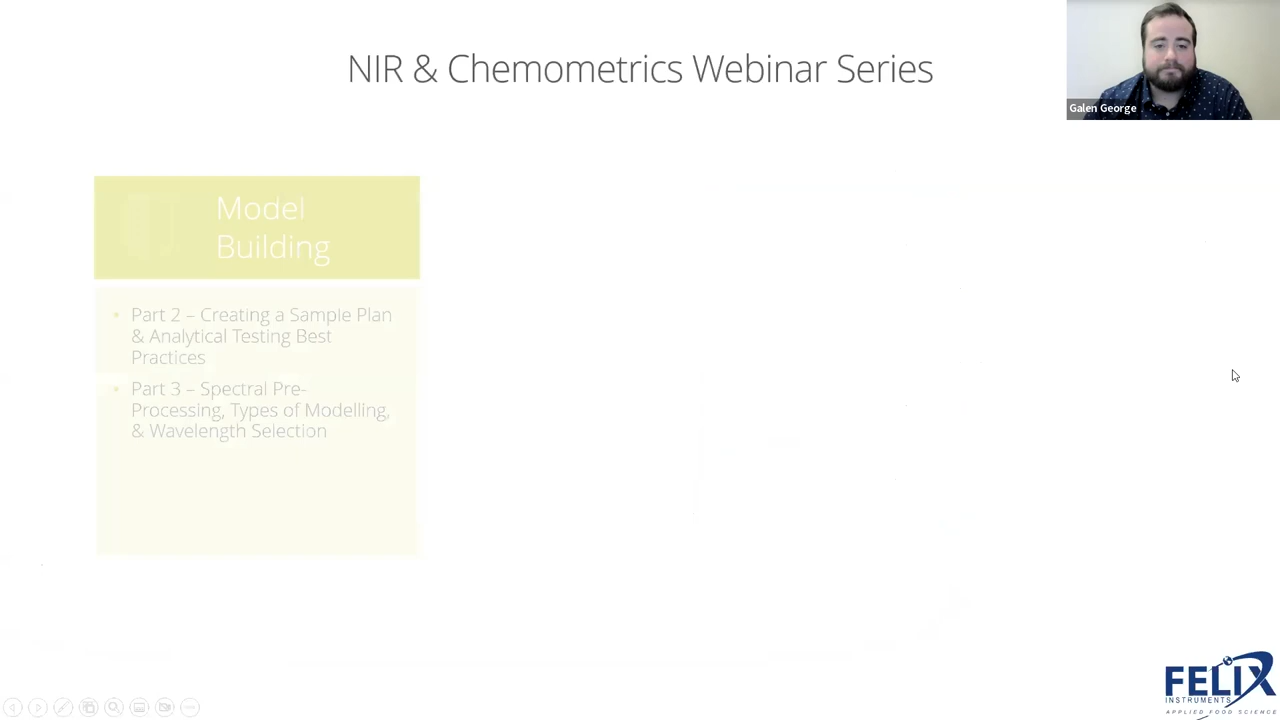 NIR & Chemometrics Webinar Series
Galen George
Model
Building
• Part 2 – Creating a Sample Plan
& Analytical Testing Best
Practices
• Part 3 – Spectral Pre-
Processing, Types of Modelling,
& Wavelength Selection
FELIX
INSTRUMENTS
APPLIED FOOD SCIENCE